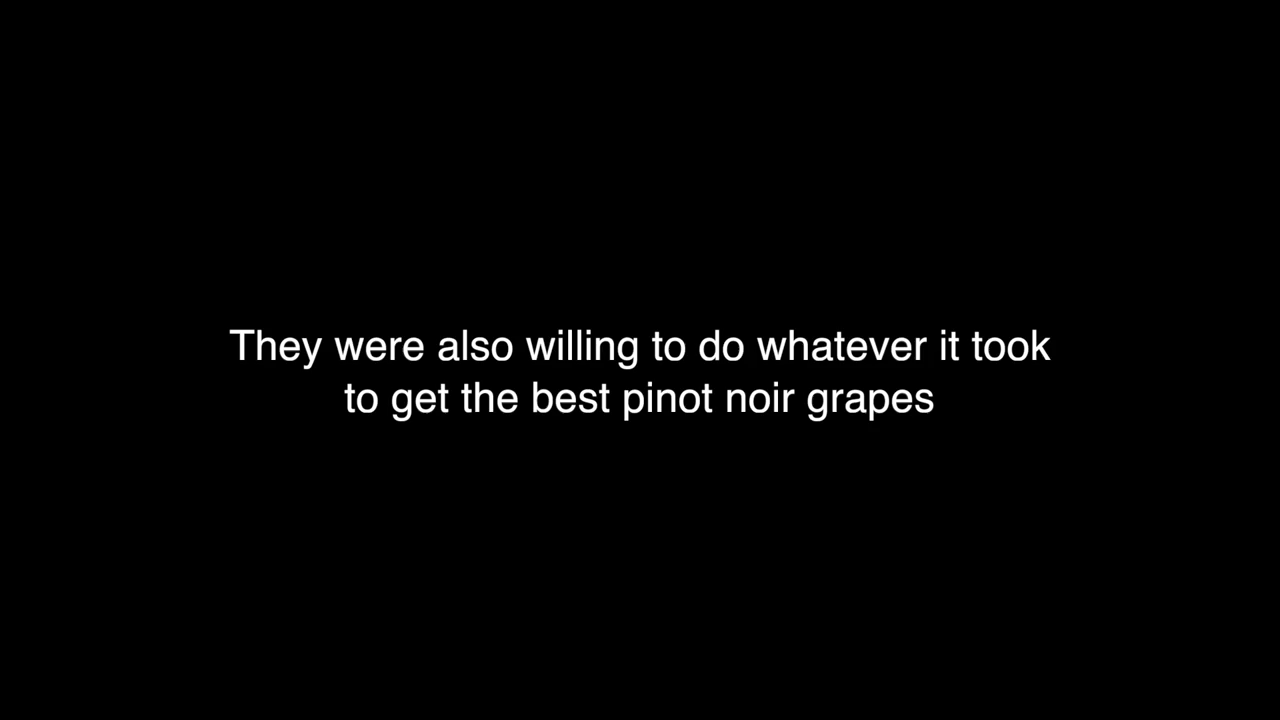 They were also willing to do whatever it took
to get the best pinot noir grapes